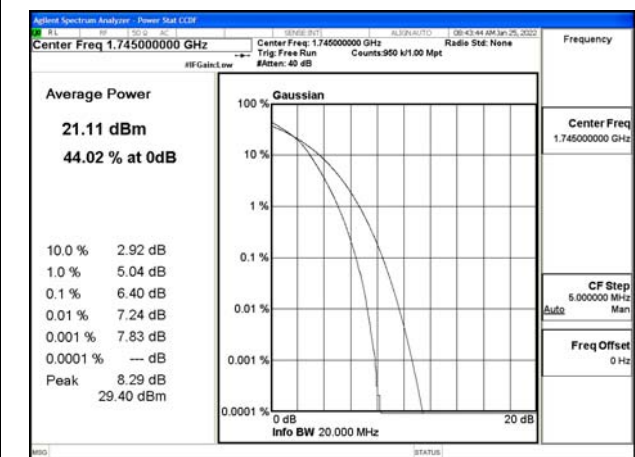 Agilent Spectrum Analyzer - Power Stat CCDF
RL RF 50 Ω AC SENSE:INT ALIGN AUTO 08:43:44 AM Jan 25, 2022
Center Freq 1.745000000 GHz
Center Freq: 1.745000000 GHz Radio Std: None
Trig: Free Run Counts:950 k/1.00 Mpt
#IFGain:Low #Atten: 40 dB
Frequency
Average Power
21.11 dBm
44.02 % at 0dB
10.0 % 2.92 dB
1.0 % 5.04 dB
0.1 % 6.40 dB
0.01 % 7.24 dB
0.001 % 7.83 dB
0.0001 % --- dB
Peak 8.29 dB
29.40 dBm
Gaussian
100 %
10 %
1 %
0.1 %
0.01 %
0.001 %
0.0001 %
0 dB 20 dB
Info BW 20.000 MHz
Center Freq
1.745000000 GHz
CF Step
5.000000 MHz
Auto Man
Freq Offset
0 Hz
MSG STATUS